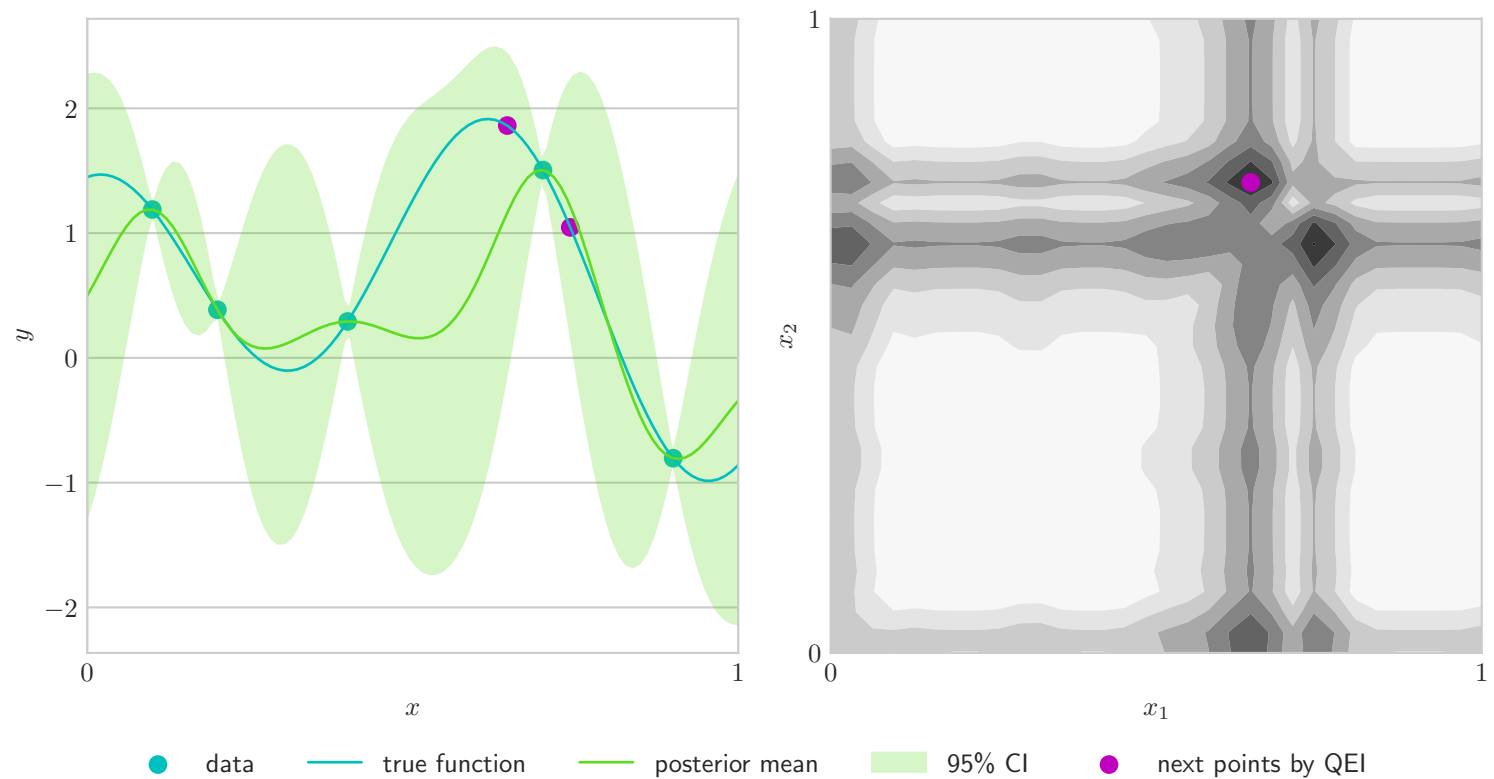 2
1
0
−1
−2
y
0
1
x
1
0
x₂
0
1
x₁
data
true function
posterior mean
95% CI
next points by QEI